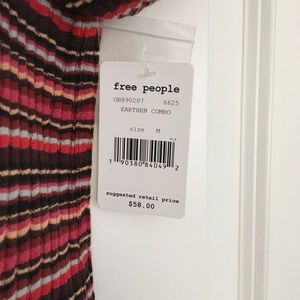 free people
OB890207 6625
EARTHEN COMBO
size M
1 90380 84049 2
suggested retail price
$58.00